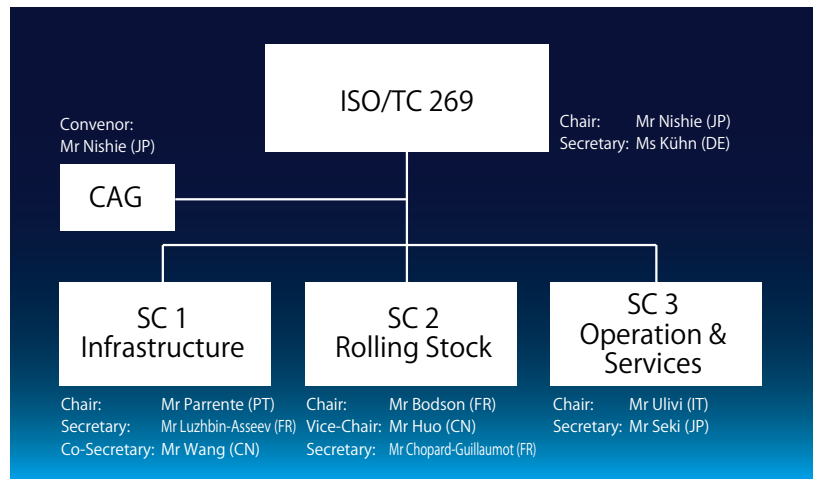 ISO/TC 269
Convenor:
Mr Nishie (JP)
Chair: Mr Nishie (JP)
Secretary: Ms Kühn (DE)
CAG
SC 1
Infrastructure
SC 2
Rolling Stock
SC 3
Operation &
Services
Chair: Mr Parrente (PT)
Secretary: Mr Luzhbin-Asseev (FR)
Co-Secretary: Mr Wang (CN)
Chair: Mr Bodson (FR)
Vice-Chair: Mr Huo (CN)
Secretary: Mr Chopard-Guillaumot (FR)
Chair: Mr Ulivi (IT)
Secretary: Mr Seki (JP)